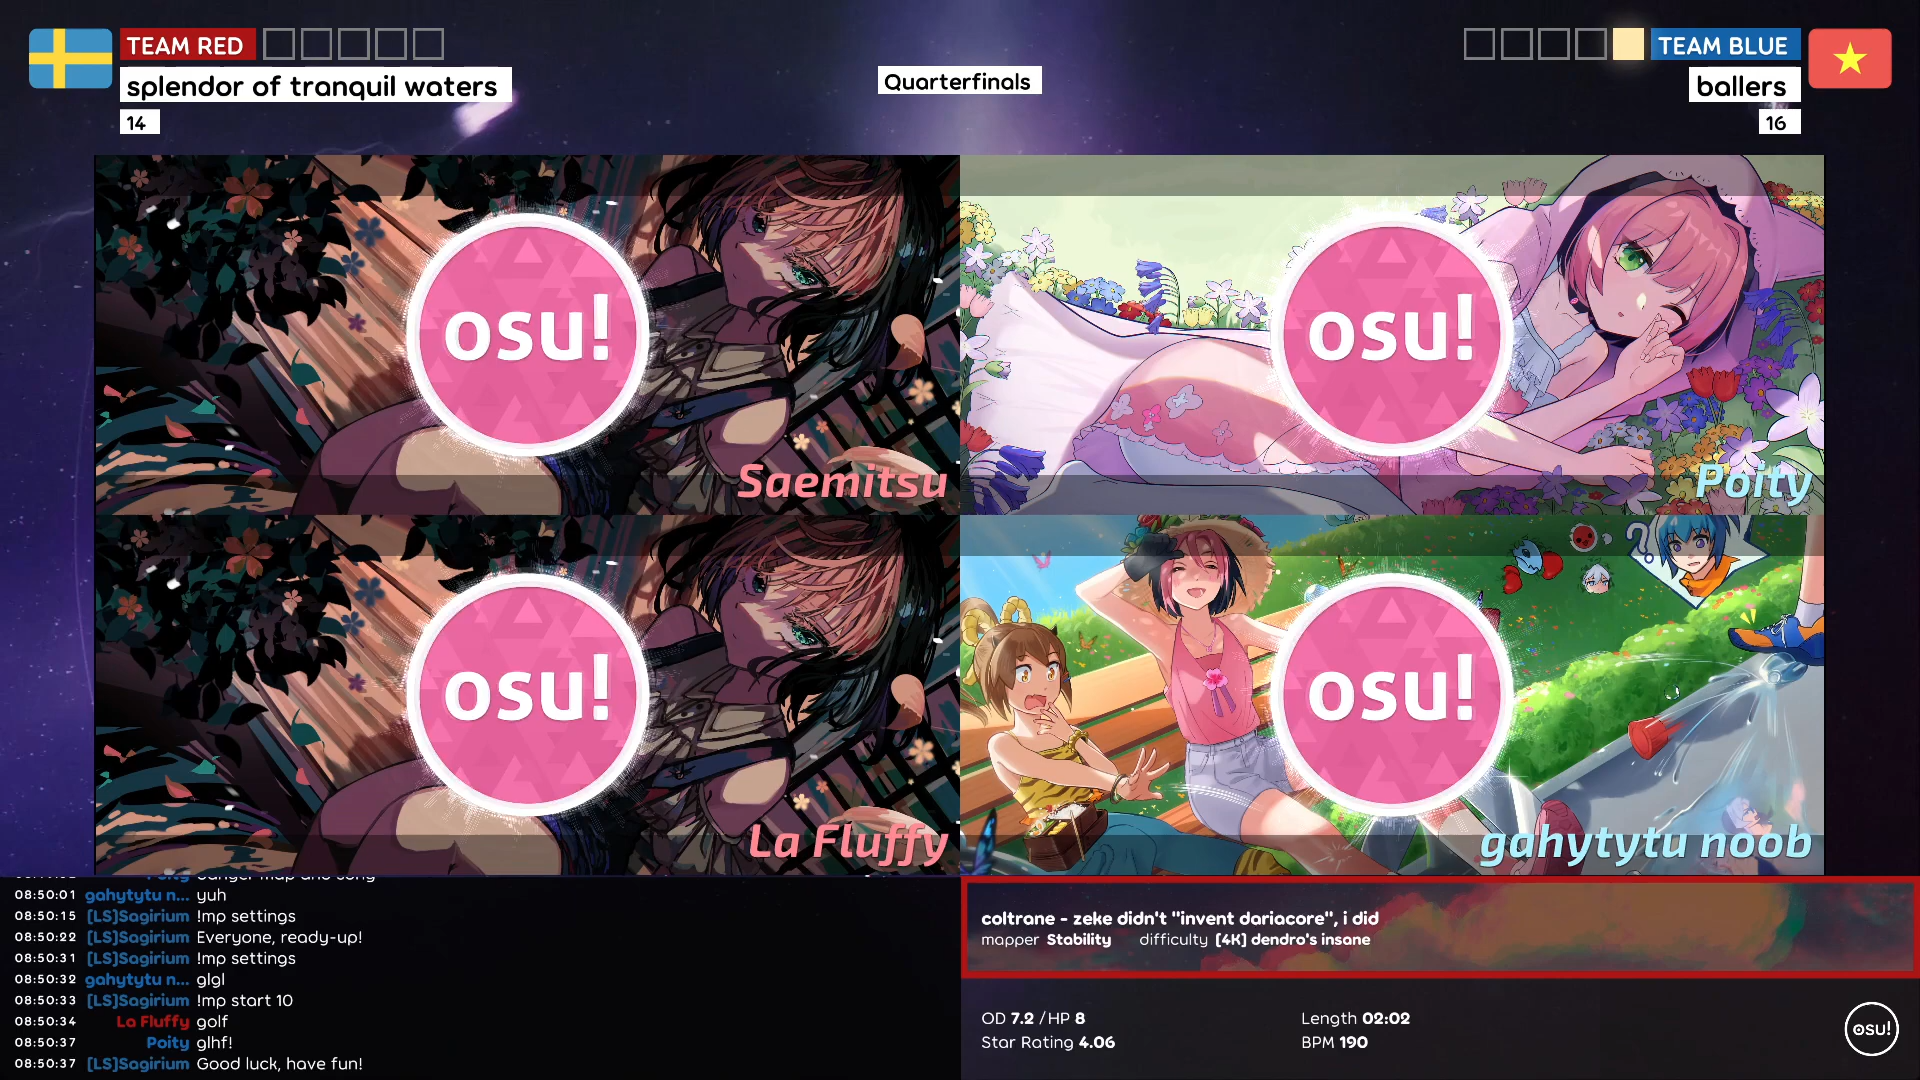 TEAM RED
splendor of tranquil waters
14
Quarterfinals
TEAM BLUE
ballers
16
osu!
Saemitsu
osu!
Poity
osu!
La Fluffy
osu!
gahytytu noob
08:50:01 gahytytu n... yuh
08:50:15 [LS]Sagirium !mp settings
08:50:22 [LS]Sagirium Everyone, ready-up!
08:50:31 [LS]Sagirium !mp settings
08:50:32 gahytytu n... glgl
08:50:33 [LS]Sagirium !mp start 10
08:50:34 La Fluffy golf
08:50:37 Poity glhf!
08:50:37 [LS]Sagirium Good luck, have fun!
coltrane - zeke didn't "invent dariacore", i did
mapper Stability difficulty [4K] dendro's insane
OD 7.2 / HP 8
Star Rating 4.06
Length 02:02
BPM 190
osu!